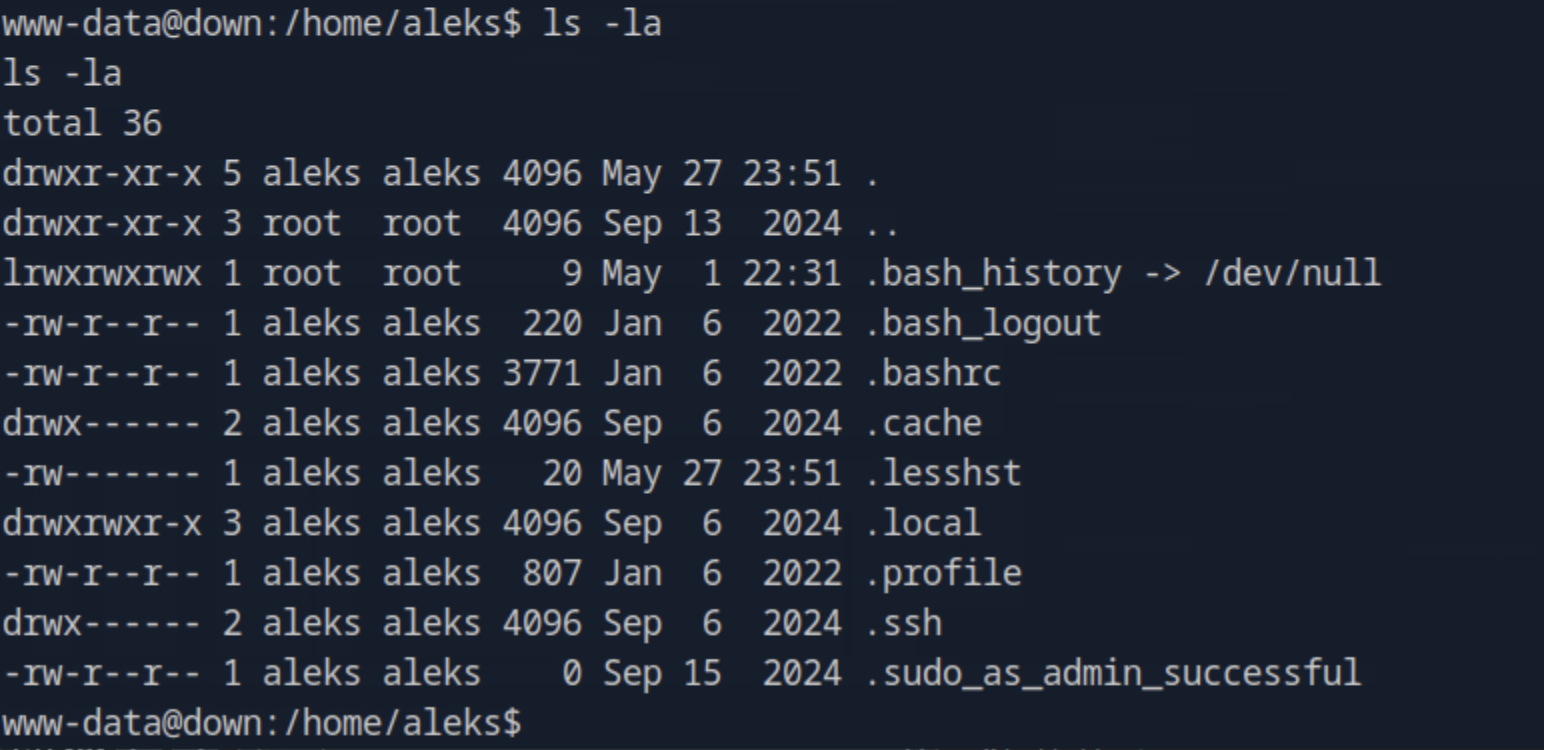 www-data@down:/home/aleks$ ls -la
ls -la
total 36
drwxr-xr-x 5 aleks aleks 4096 May 27 23:51 .
drwxr-xr-x 3 root  root  4096 Sep 13  2024 ..
lrwxrwxrwx 1 root  root     9 May  1 22:31 .bash_history -> /dev/null
-rw-r--r-- 1 aleks aleks  220 Jan  6  2022 .bash_logout
-rw-r--r-- 1 aleks aleks 3771 Jan  6  2022 .bashrc
drwx------ 2 aleks aleks 4096 Sep  6  2024 .cache
-rw------- 1 aleks aleks   20 May 27 23:51 .lesshst
drwxrwxr-x 3 aleks aleks 4096 Sep  6  2024 .local
-rw-r--r-- 1 aleks aleks  807 Jan  6  2022 .profile
drwx------ 2 aleks aleks 4096 Sep  6  2024 .ssh
-rw-r--r-- 1 aleks aleks    0 Sep 15  2024 .sudo_as_admin_successful
www-data@down:/home/aleks$